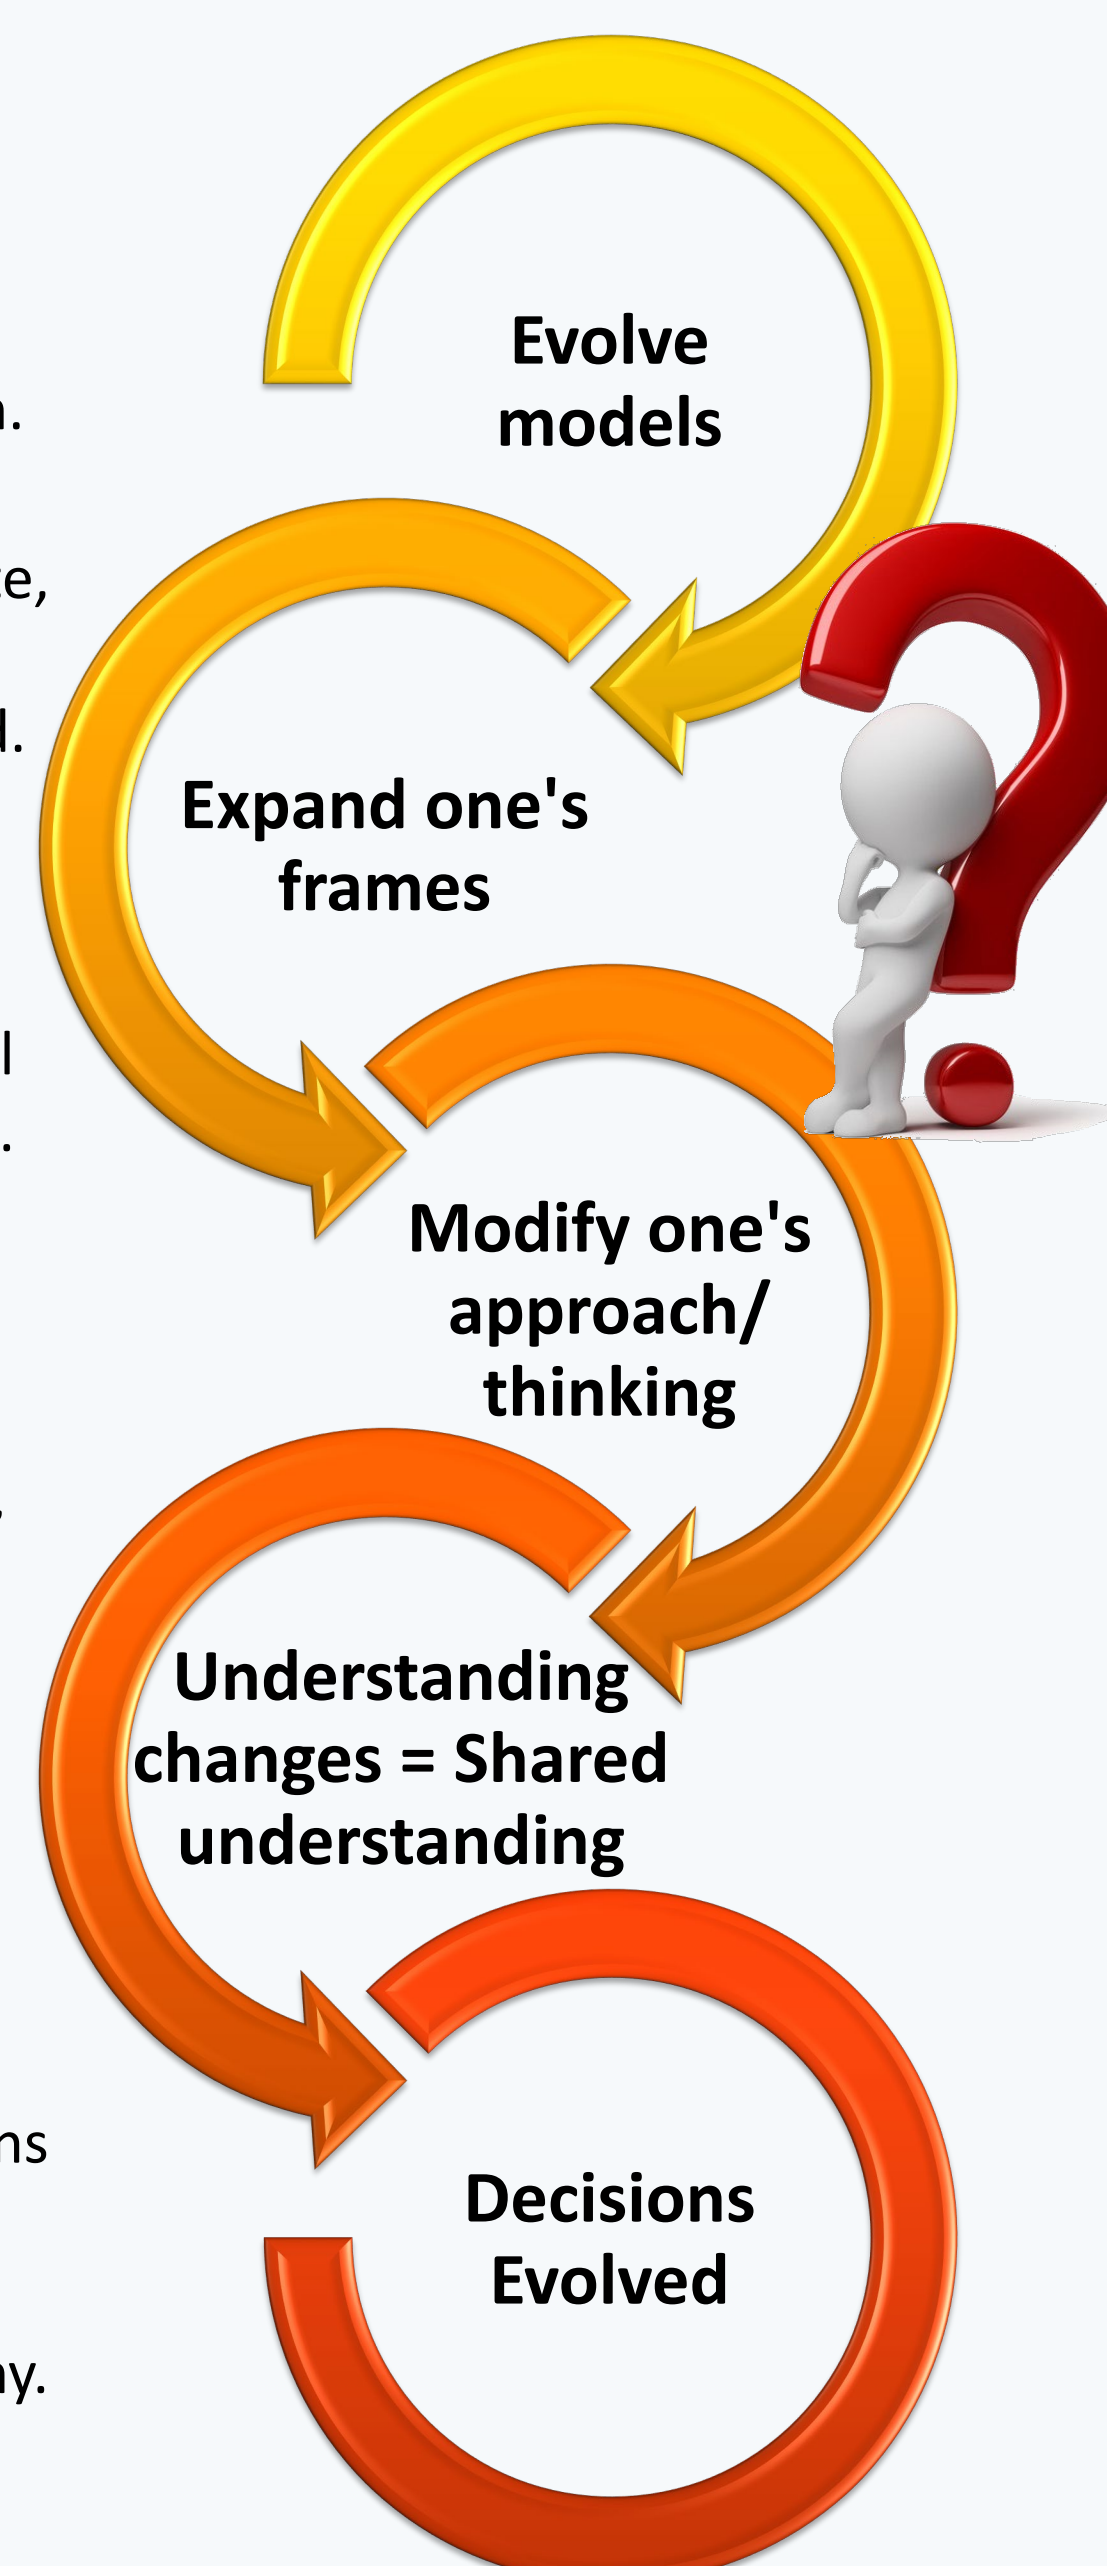 Evolve
models
Expand one's
frames
Modify one's
approach/
thinking
Understanding
changes = Shared
understanding
Decisions
Evolved